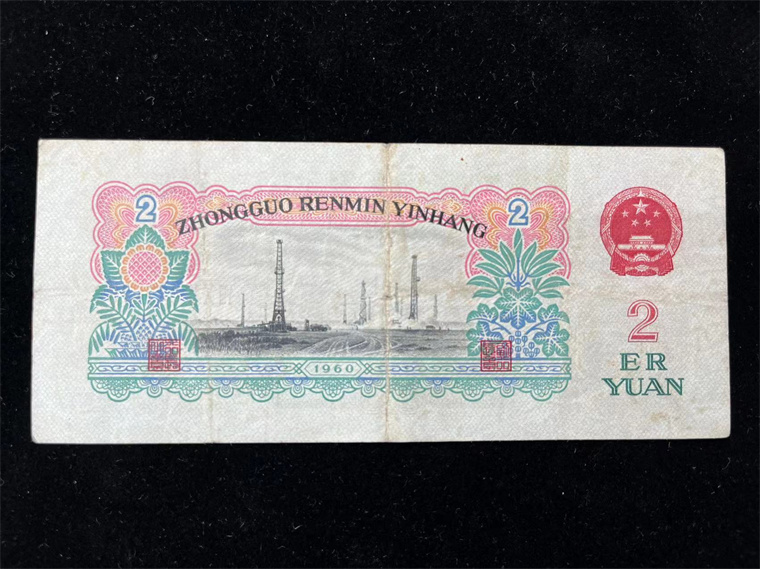 2 2
ZHONGGUO RENMIN YINHANG
1960
2
ER
YUAN